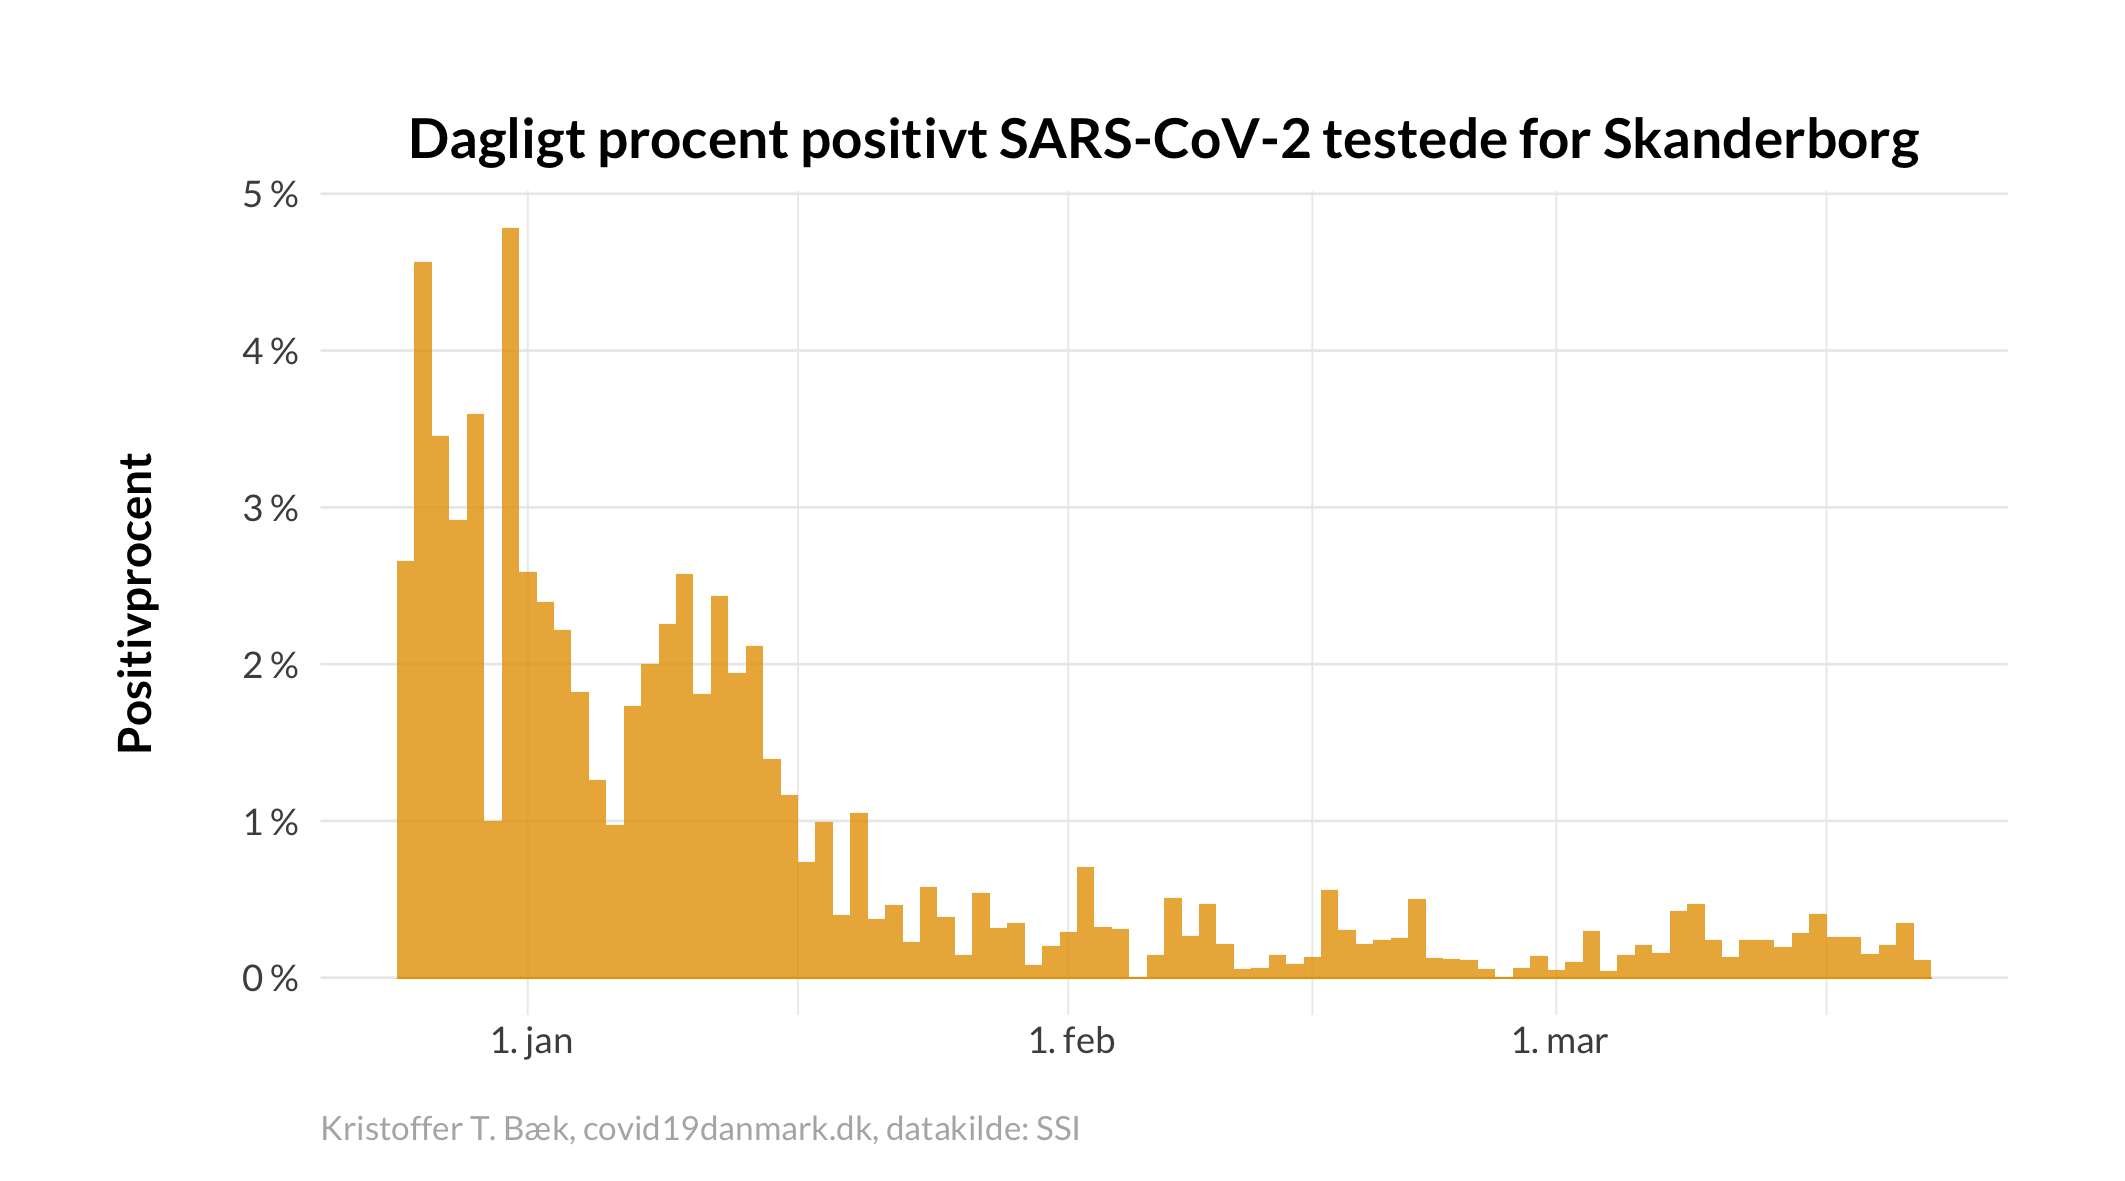 Dagligt procent positivt SARS-CoV-2 testede for Skanderborg
Positivprocent
5 %
4 %
3 %
2 %
1 %
0 %
1. jan
1. feb
1. mar
Kristoffer T. Bæk, covid19danmark.dk, datakilde: SSI